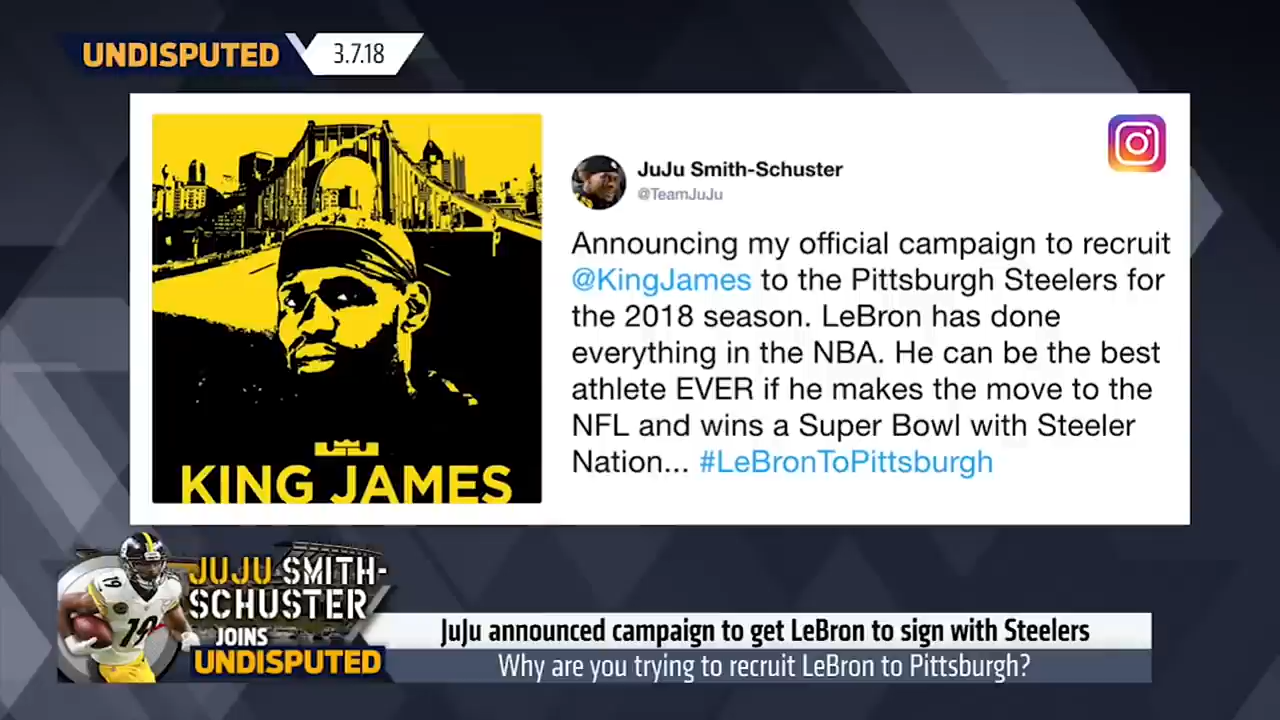 UNDISPUTED
3.7.18
JuJu Smith-Schuster
@TeamJuJu
Announcing my official campaign to recruit
@KingJames to the Pittsburgh Steelers for
the 2018 season. LeBron has done
everything in the NBA. He can be the best
athlete EVER if he makes the move to the
NFL and wins a Super Bowl with Steeler
Nation... #LeBronToPittsburgh
KING JAMES
19
19
JUJU SMITH-
SCHUSTER
JOINS
UNDISPUTED
JuJu announced campaign to get LeBron to sign with Steelers
Why are you trying to recruit LeBron to Pittsburgh?